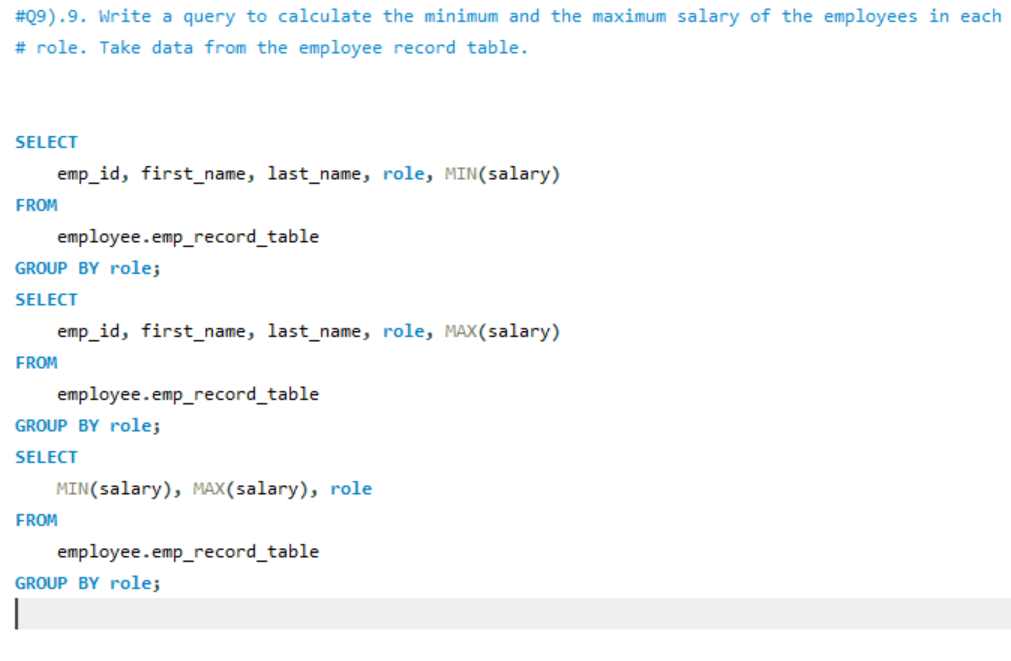 #Q9).9. Write a query to calculate the minimum and the maximum salary of the employees in each
# role. Take data from the employee record table.
SELECT
emp_id, first_name, last_name, role, MIN(salary)
FROM
employee.emp_record_table
GROUP BY role;
SELECT
emp_id, first_name, last_name, role, MAX(salary)
FROM
employee.emp_record_table
GROUP BY role;
SELECT
MIN(salary), MAX(salary), role
FROM
employee.emp_record_table
GROUP BY role;